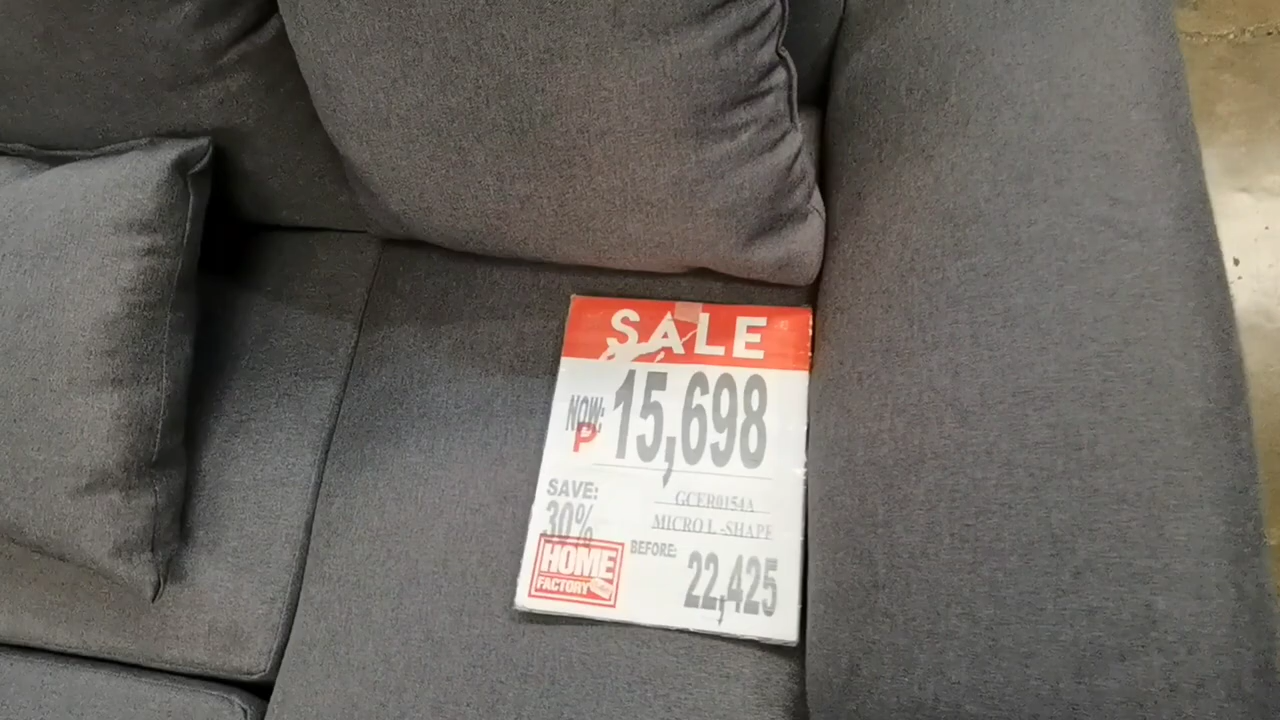 SALE
NOW:
P 15,698
SAVE:
30%
GCER0154A
MICRO L-SHAPE
BEFORE:
22,425
HOME
FACTORY